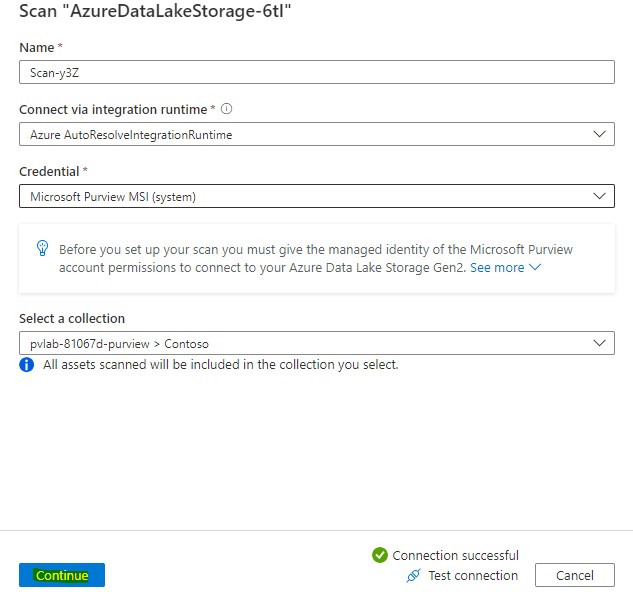 Scan "AzureDataLakeStorage-6tI"
Name *
Scan-y3Z
Connect via integration runtime *
Azure AutoResolveIntegrationRuntime
Credential *
Microsoft Purview MSI (system)
Before you set up your scan you must give the managed identity of the Microsoft Purview
account permissions to connect to your Azure Data Lake Storage Gen2. See more
Select a collection
pvlab-81067d-purview > Contoso
All assets scanned will be included in the collection you select.
Connection successful
Continue
Test connection
Cancel